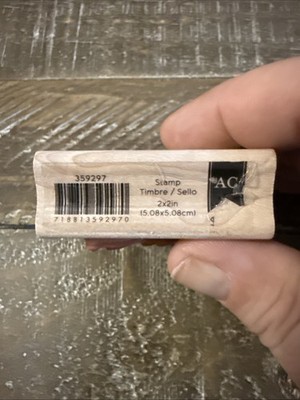 359297
718813592970
Stamp
Timbre / Sello
2x2in
(5.08x5.08cm)
AC